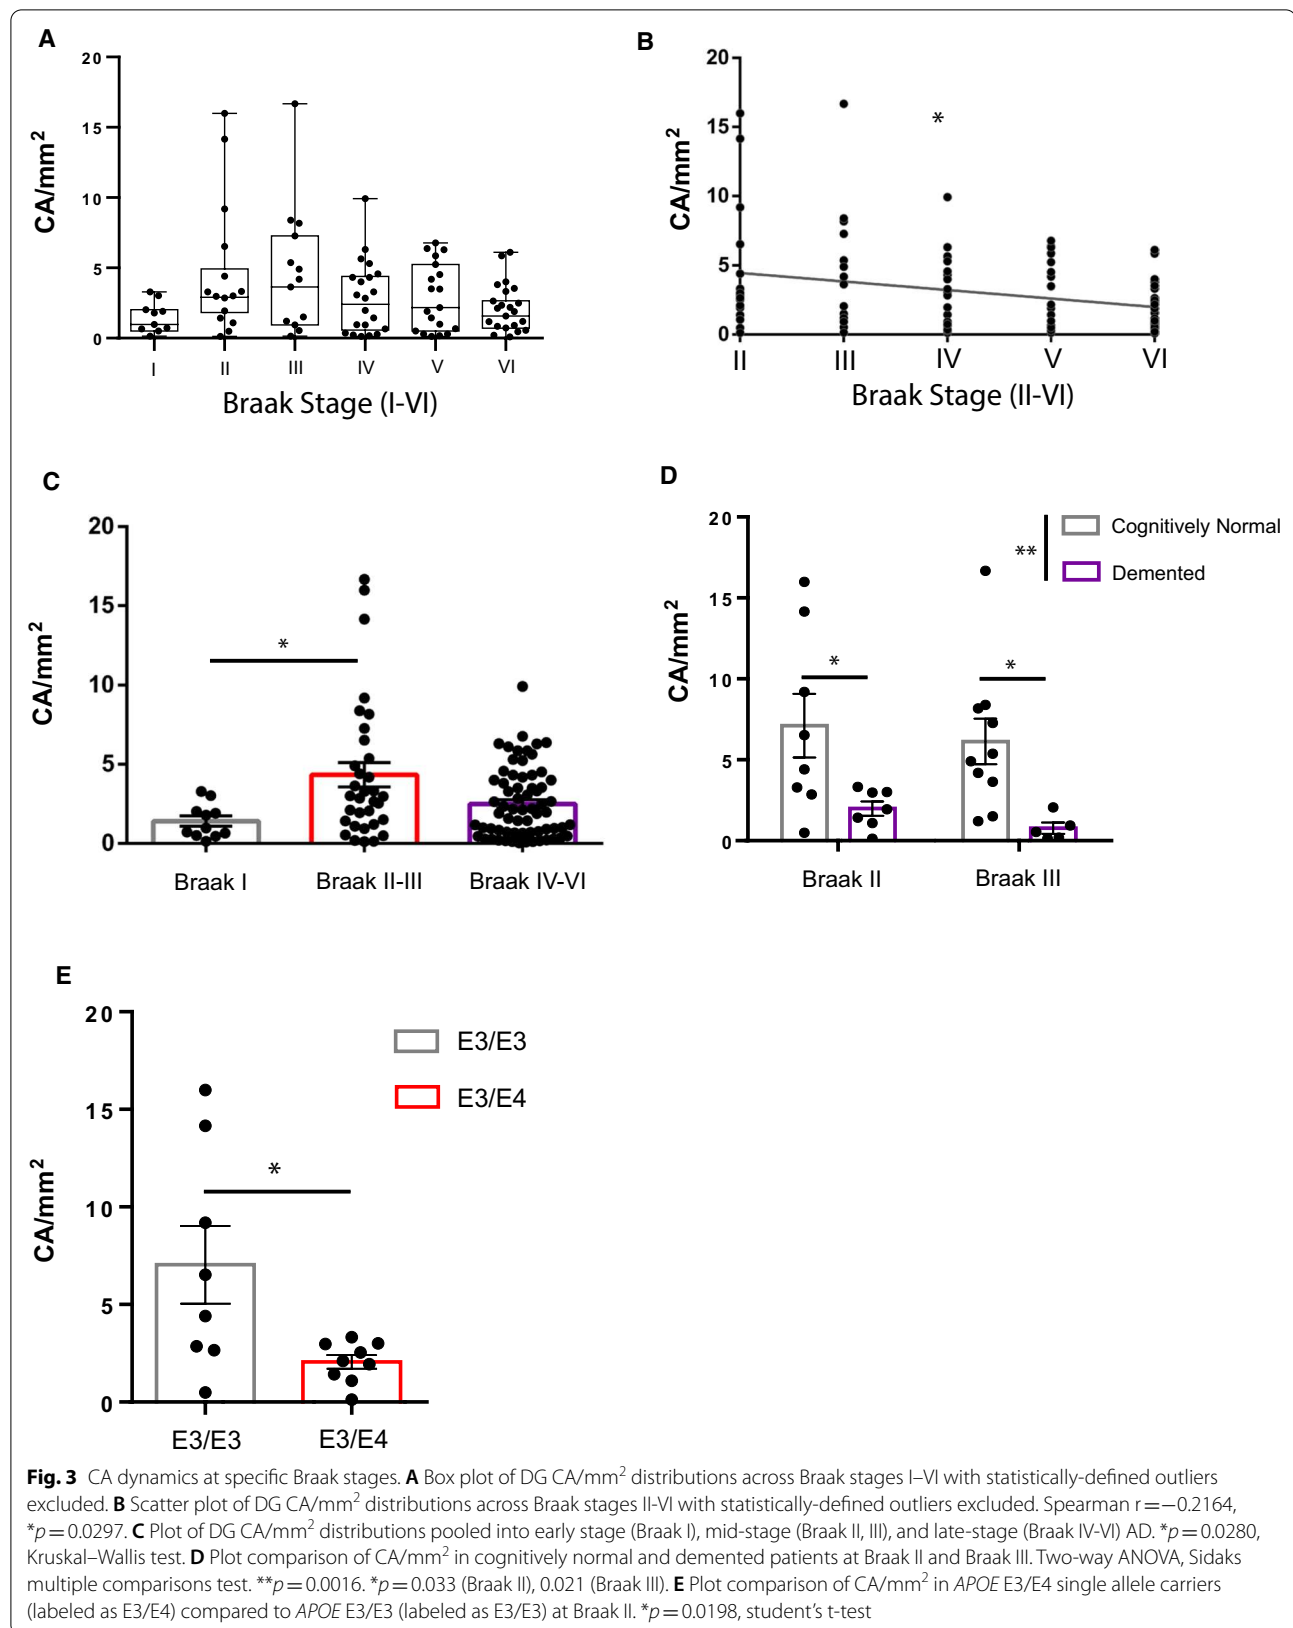 A
20
15
10
5
0
CA/mm²
I II III IV V VI
Braak Stage (I-VI)
B
20
15
10
5
0
CA/mm²
*
II III IV V VI
Braak Stage (II-VI)
C
20
15
10
5
0
CA/mm²
*
Braak I Braak II-III Braak IV-VI
D
20
15
10
5
0
CA/mm²
* *
**
Cognitively Normal
Demented
Braak II Braak III
E
20
15
10
5
0
CA/mm²
*
E3/E3
E3/E4
E3/E3 E3/E4
Fig. 3 CA dynamics at specific Braak stages. A Box plot of DG CA/mm² distributions across Braak stages I–VI with statistically-defined outliers
excluded. B Scatter plot of DG CA/mm² distributions across Braak stages II-VI with statistically-defined outliers excluded. Spearman r=−0.2164,
*p=0.0297. C Plot of DG CA/mm² distributions pooled into early stage (Braak I), mid-stage (Braak II, III), and late-stage (Braak IV-VI) AD. *p=0.0280,
Kruskal–Wallis test. D Plot comparison of CA/mm² in cognitively normal and demented patients at Braak II and Braak III. Two-way ANOVA, Sidaks
multiple comparisons test. **p=0.0016. *p=0.033 (Braak II), 0.021 (Braak III). E Plot comparison of CA/mm² in APOE E3/E4 single allele carriers
(labeled as E3/E4) compared to APOE E3/E3 (labeled as E3/E3) at Braak II. *p=0.0198, student's t-test